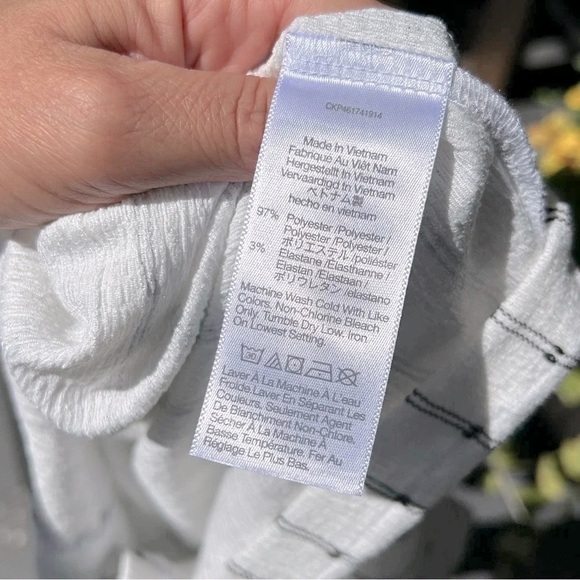 CKP461741914
Made In Vietnam
Fabriqué Au Việt Nam
Hergestellt In Vietnam
Vervaardigd In Vietnam
ベトナム製
hecho en vietnam
97% Polyester/Polyester/
Polyester/Polyester/
ポリエステル/poliéster
3% Elastane/Elasthanne/
Elastan/Elastaan/
ポリウレタン/elastano
Machine Wash Cold With Like
Colors. Non-Chlorine Bleach
Only. Tumble Dry Low. Iron
On Lowest Setting.
Laver À La Machine À L'eau
Froide Laver En Séparant Les
Couleurs. Seulement Agent
De Blanchiment Non-Chlore.
Sécher À La Machine À
Basse Température. Fer Au
Réglage Le Plus Bas.